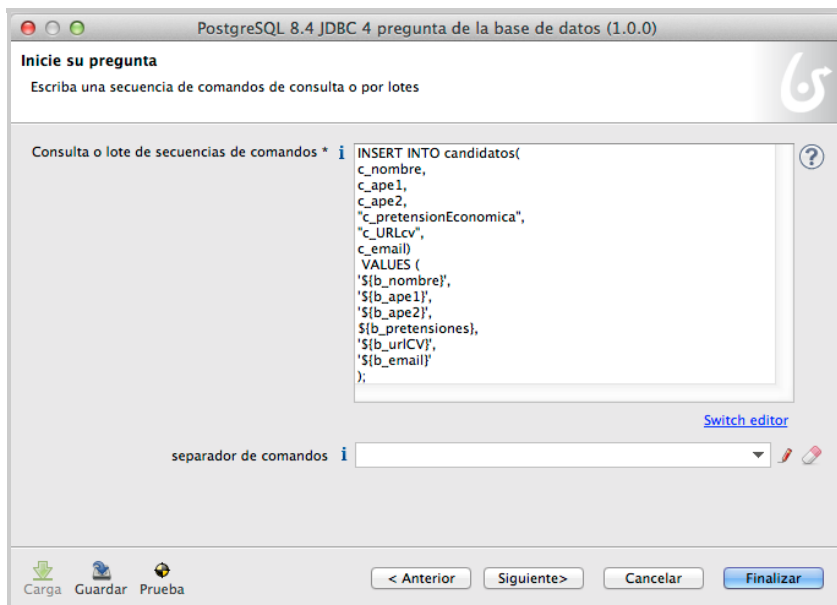 PostgreSQL 8.4 JDBC 4 pregunta de la base de datos (1.0.0)
Inicie su pregunta
Escriba una secuencia de comandos de consulta o por lotes
Consulta o lote de secuencias de comandos *
INSERT INTO candidatos(
c_nombre,
c_ape1,
c_ape2,
"c_pretensionEconomica",
"c_URLcv",
c_email)
VALUES (
'${b_nombre}',
'${b_ape1}',
'${b_ape2}',
${b_pretensiones},
'${b_urlCV}',
'${b_email}'
);
Switch editor
separador de comandos
Carga Guardar Prueba < Anterior Siguiente> Cancelar Finalizar